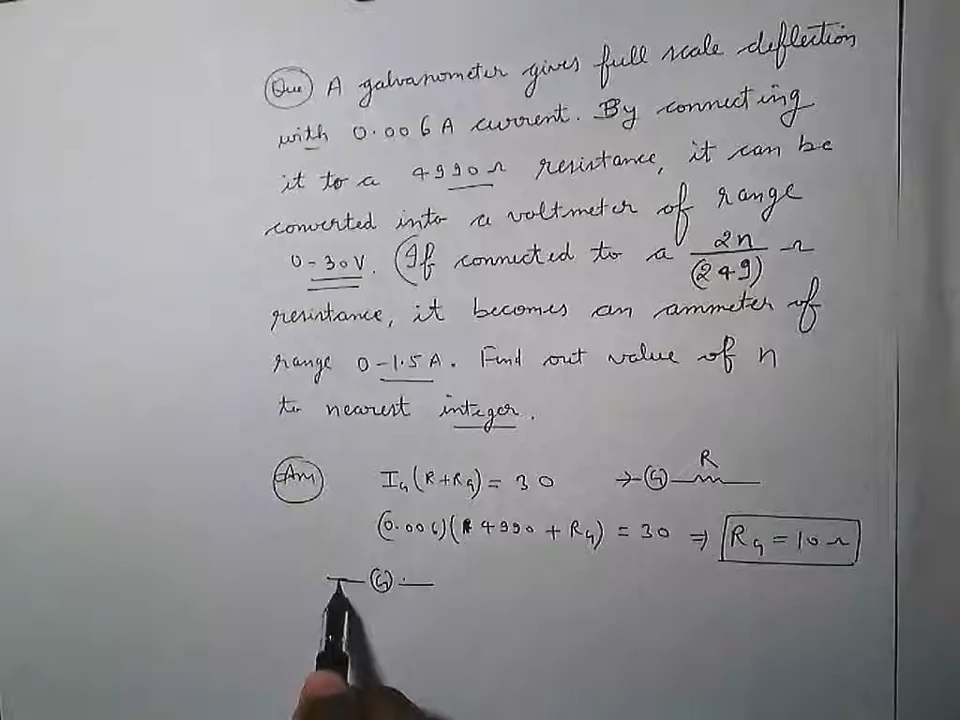 Que A galvanometer gives full scale deflection
with 0.006 A current. By connecting
it to a 4990 Ω resistance, it can be
converted into a voltmeter of range
0-30V. (If connected to a 2n/(249) Ω
resistance, it becomes an ammeter of
range 0-1.5 A. Find out value of n
to nearest integer.
Ans IG(R+RG) = 30 → G R
(0.006)(4990 + RG) = 30 ⇒ RG = 10 Ω
G